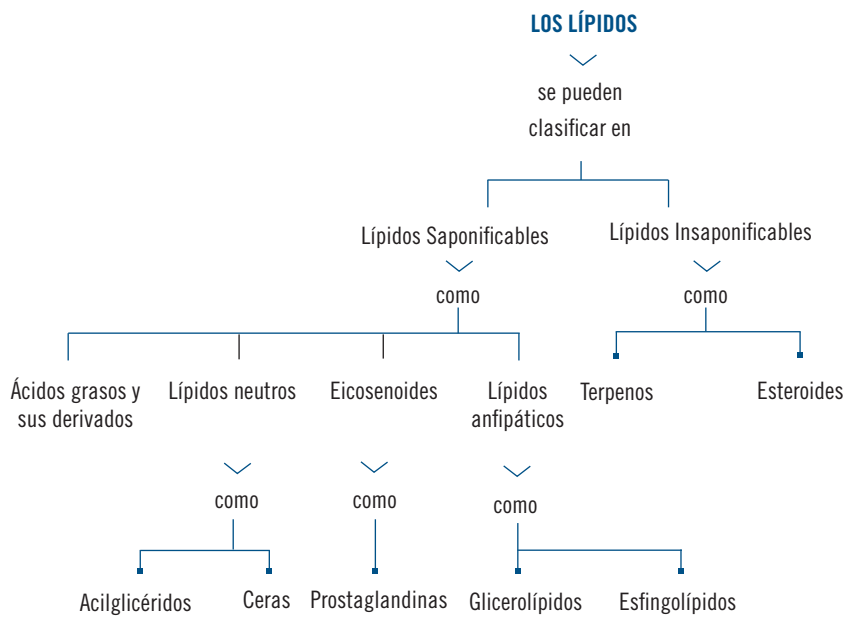 LOS LÍPIDOS
se pueden
clasificar en
Lípidos Saponificables
Lípidos Insaponificables
como
como
Ácidos grasos y
sus derivados
Lípidos neutros
Eicosenoides
Lípidos
anfipáticos
Terpenos
Esteroides
como
como
como
Acilglicéridos
Ceras
Prostaglandinas
Glicerolípidos
Esfingolípidos